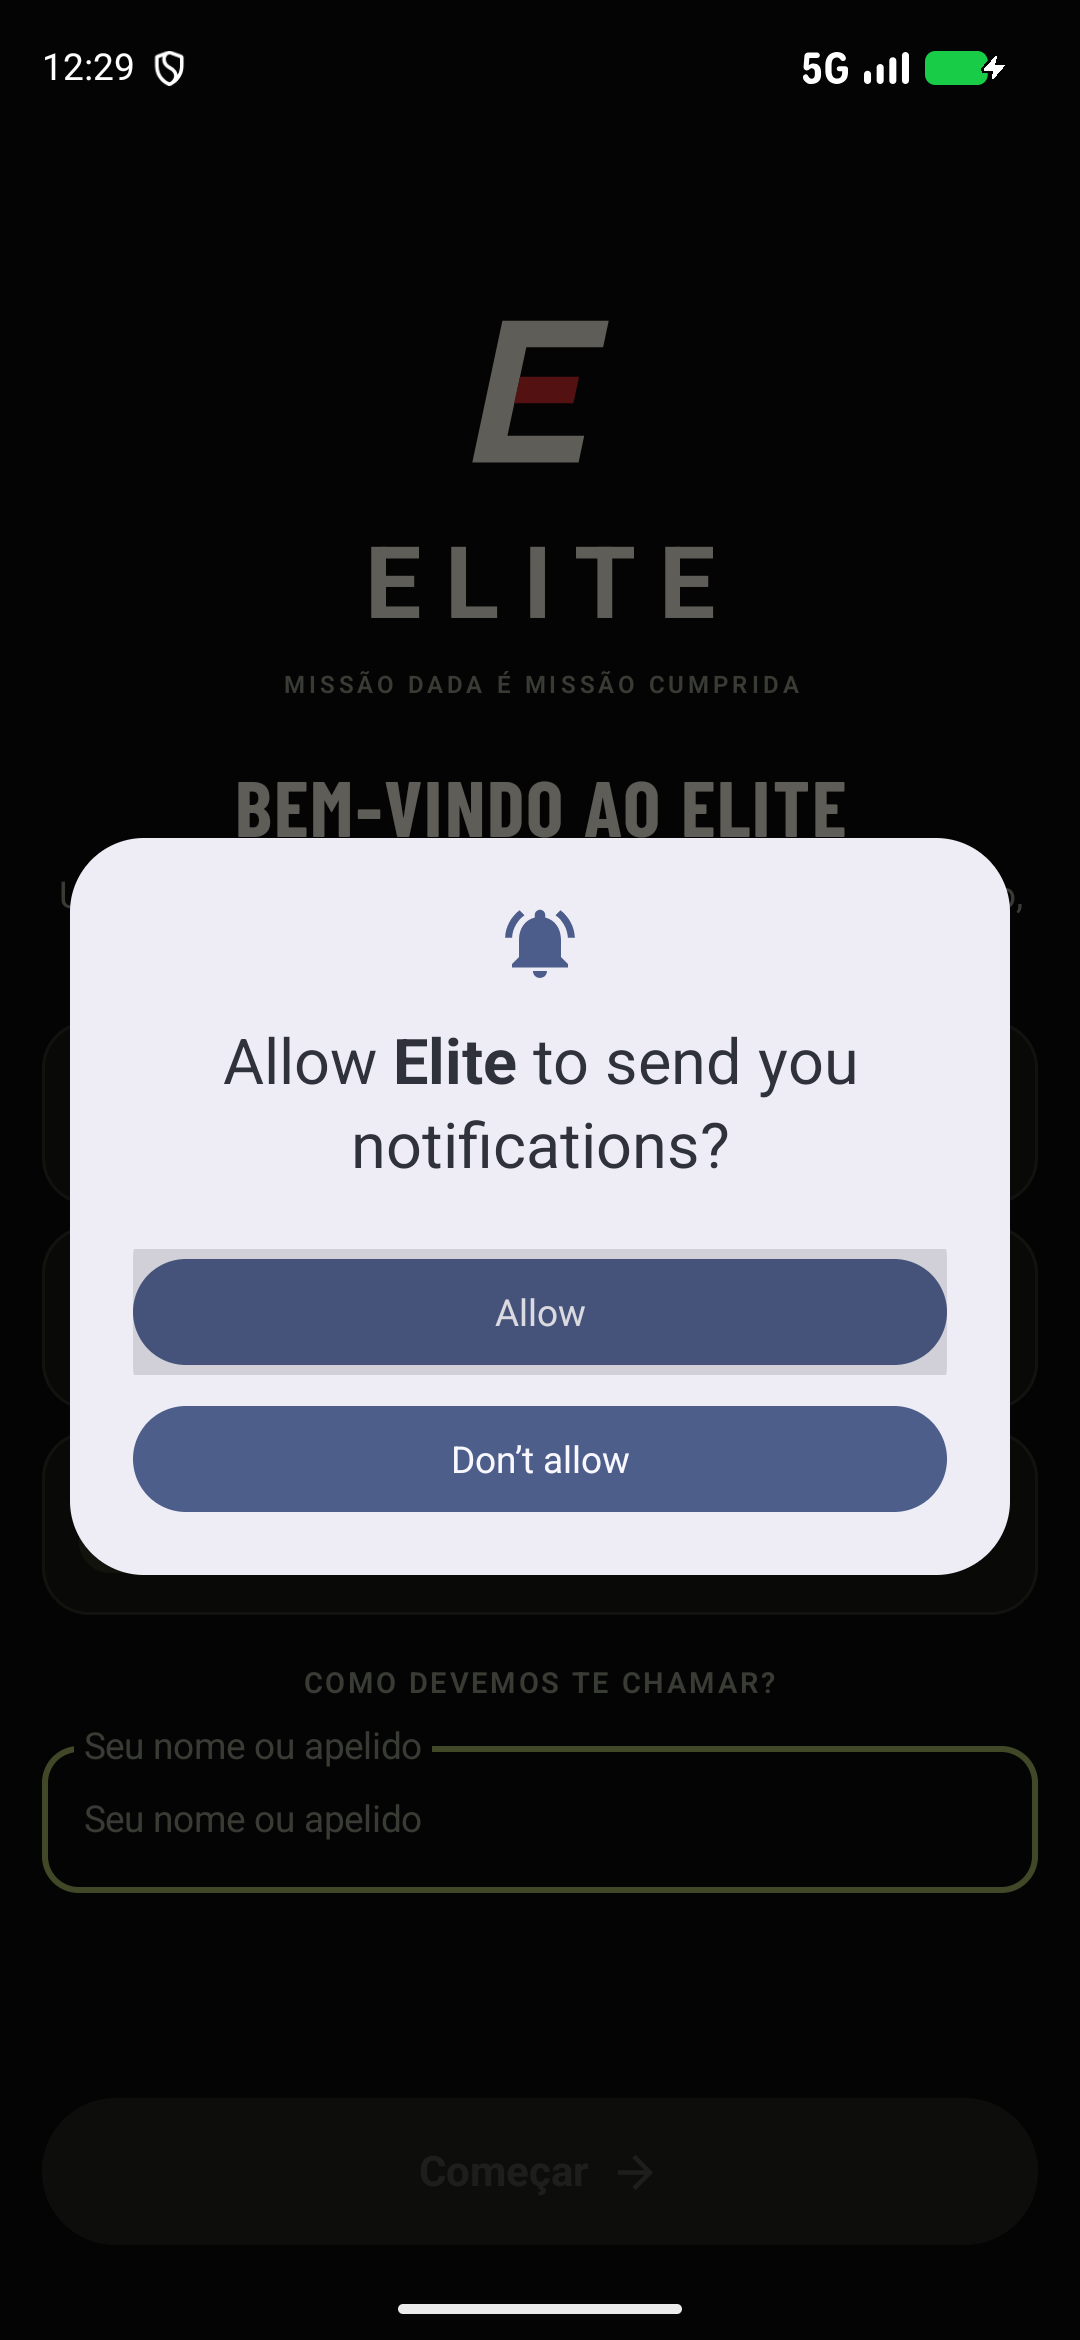 12:29
5G
E
ELITE
MISSÃO DADA É MISSÃO CUMPRIDA
BEM-VINDO AO ELITE
Allow Elite to send you
notifications?
Allow
Don’t allow
COMO DEVEMOS TE CHAMAR?
Seu nome ou apelido
Seu nome ou apelido
Começar